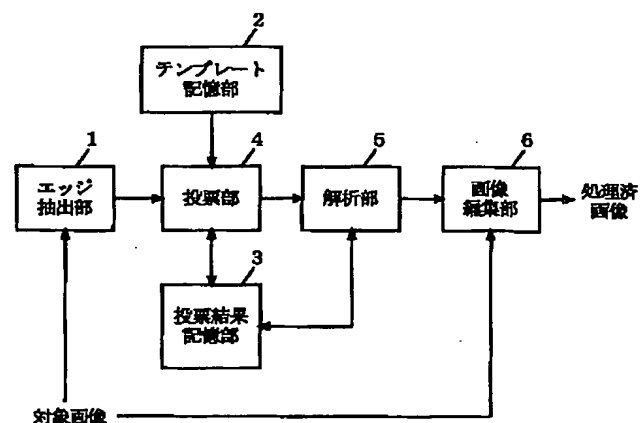 2
テンプレート
記憶部
1
エッジ
抽出部
4
投票部
5
解析部
6
画像
編集部
処理済
画像
3
投票結果
記憶部
対象画像